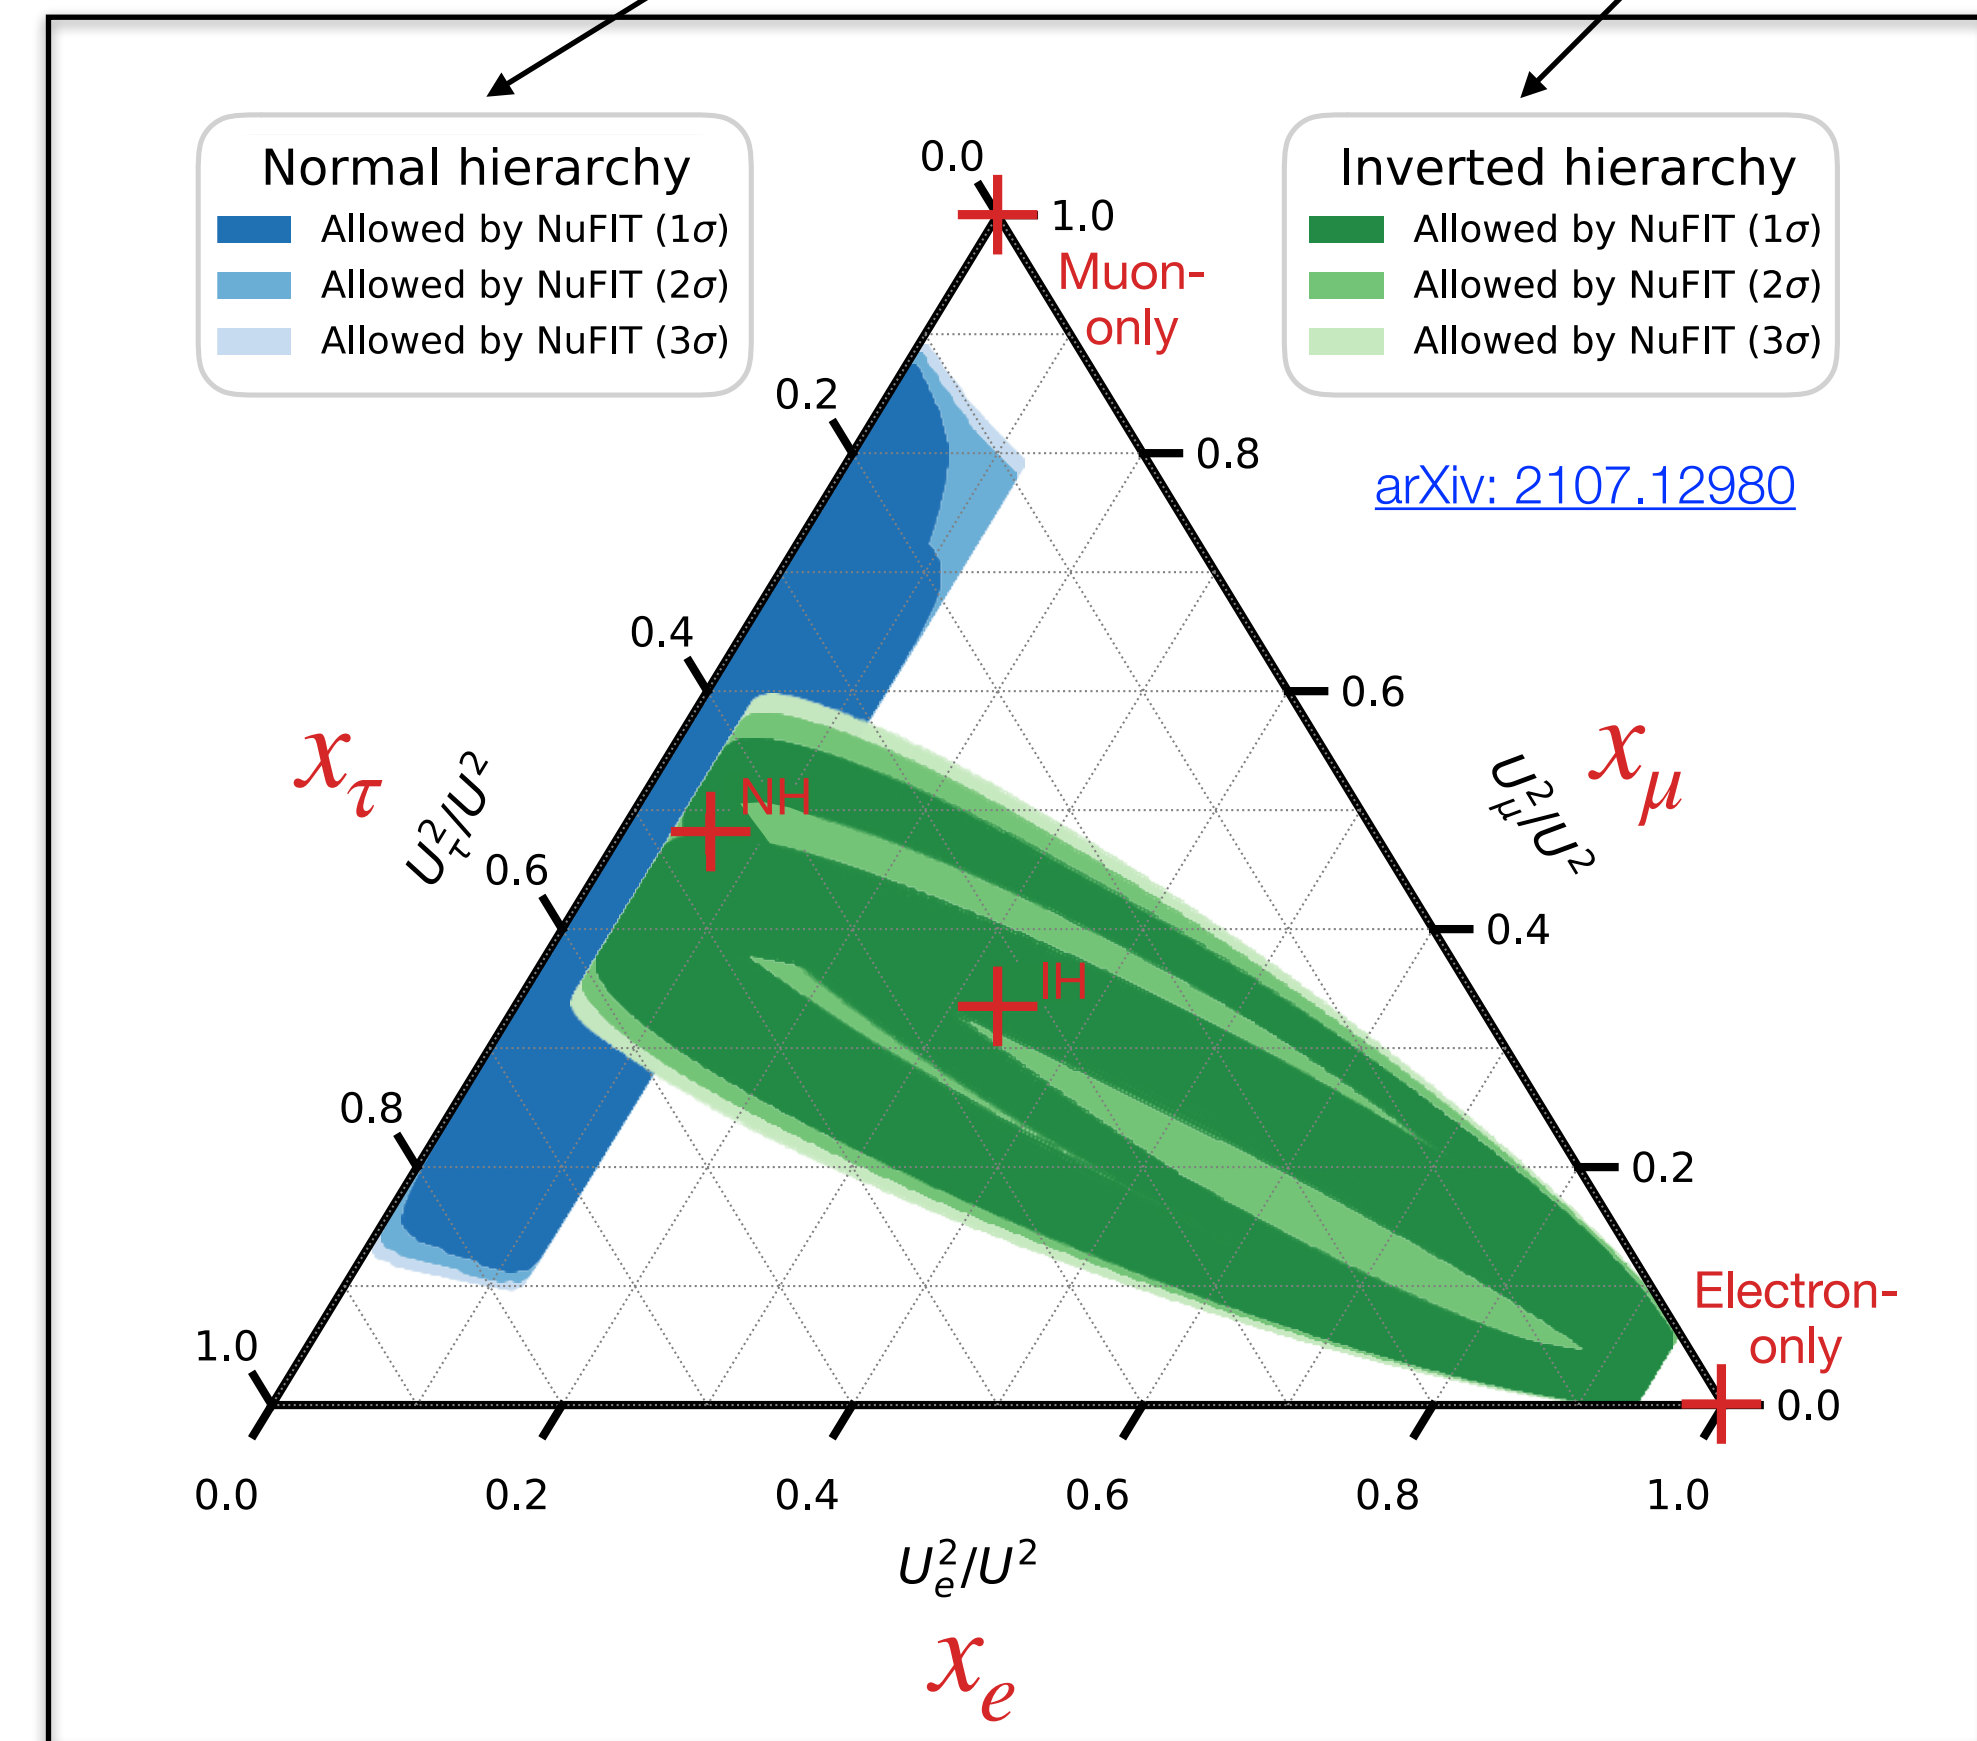 Normal hierarchy
Allowed by NuFIT (1σ)
Allowed by NuFIT (2σ)
Allowed by NuFIT (3σ)
Inverted hierarchy
Allowed by NuFIT (1σ)
Allowed by NuFIT (2σ)
Allowed by NuFIT (3σ)
arXiv: 2107.12980
0.0
1.0
Muon-
only
0.2
0.8
0.4
0.6
x_τ
U_τ^2/U^2
x_μ
U_μ^2/U^2
NH
0.6
0.4
IH
0.8
0.2
Electron-
only
1.0
0.0
0.0 0.2 0.4 0.6 0.8 1.0
U_e^2/U^2
x_e